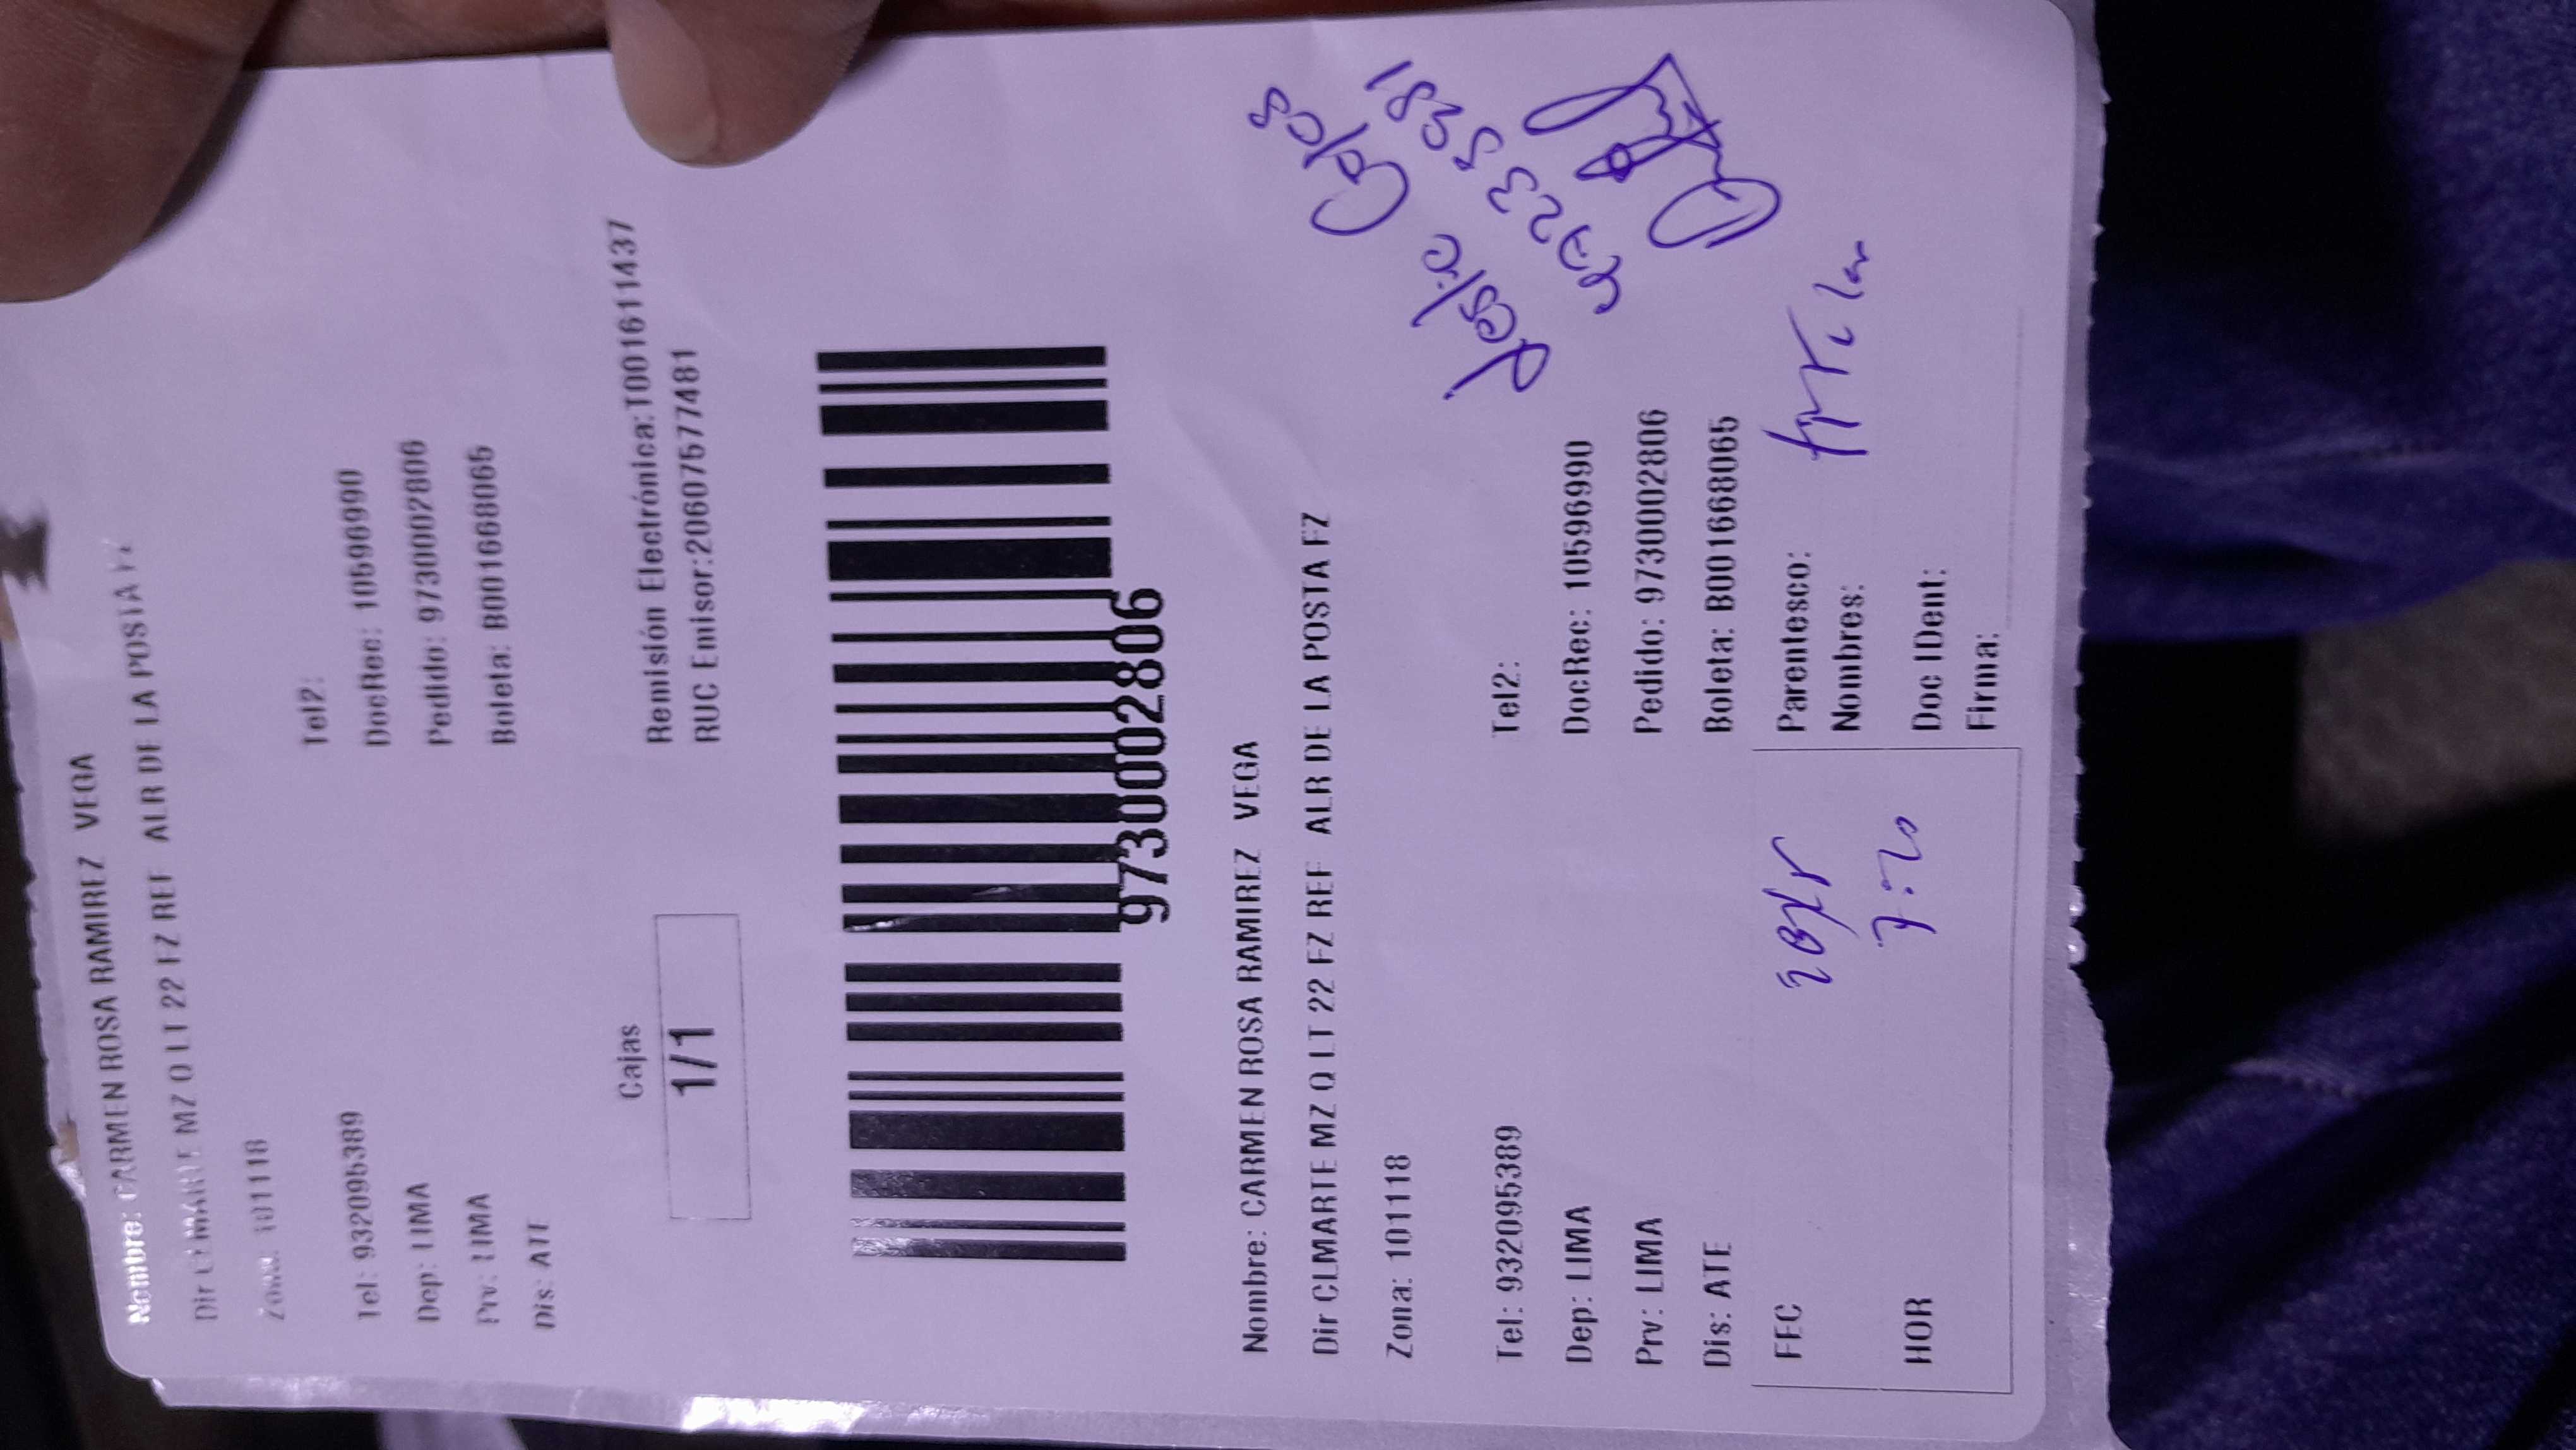 Nombre: CARMEN ROSA RAMIREZ VEGA
MZ Q LT 22 FZ REF ALR DE LA POSTA FZ
Zona: 101118
Tel: 932095389 Tel2:
Dep: LIMA DocRec: 10596990
Prv: LIMA Pedido: 9730002806
Dis: ATE Boleta: B001668065
Cajas
1/1
Remisión Electrónica:T001611437
RUC Emisor:20607577481
9730002806
Nombre: CARMEN ROSA RAMIREZ VEGA
Dir CLMARTE MZ Q LT 22 FZ REF ALR DE LA POSTA FZ
Zona: 101118
Leslie
Tel: 932095389 Tel2:
Dep: LIMA DocRec: 10596990
Prv: LIMA Pedido: 9730002806
Dis: ATE Boleta: B001668065
FEC Parentesco:
Nombres:
HOR 7:20 Doc IDent:
Firma: